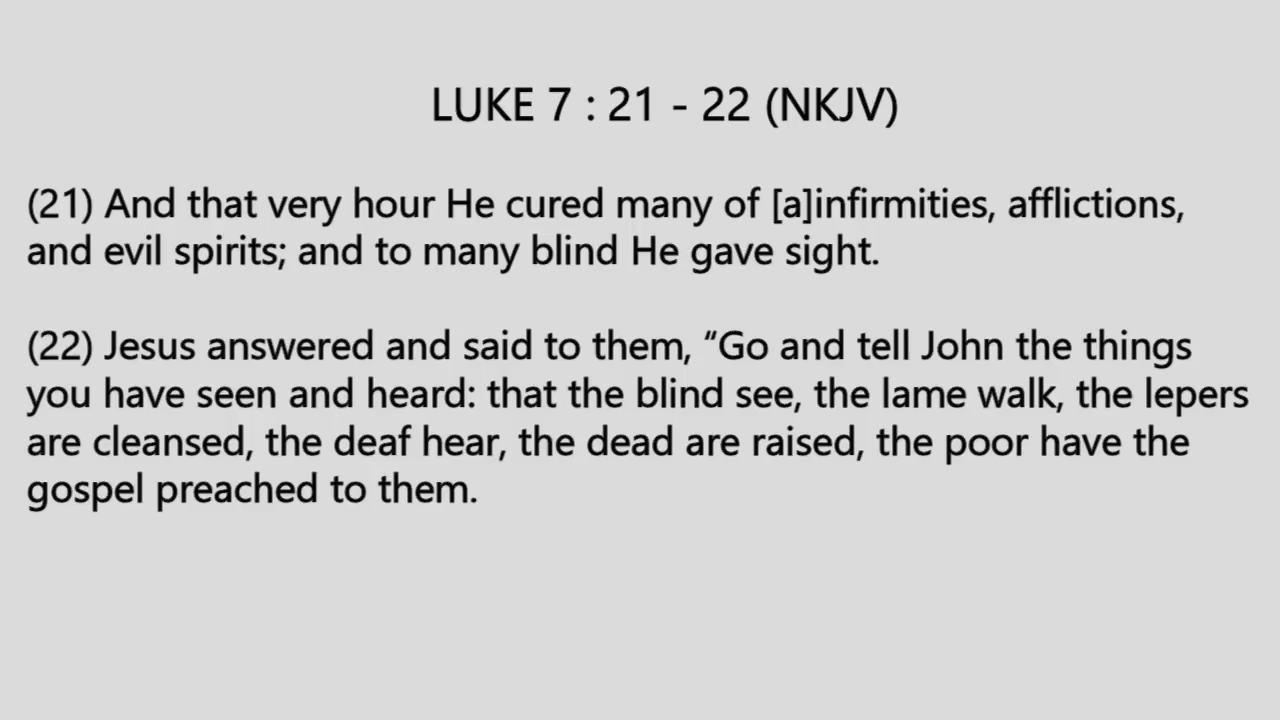 LUKE 7 : 21 - 22 (NKJV)
(21) And that very hour He cured many of [a]infirmities, afflictions,
and evil spirits; and to many blind He gave sight.
(22) Jesus answered and said to them, “Go and tell John the things
you have seen and heard: that the blind see, the lame walk, the lepers
are cleansed, the deaf hear, the dead are raised, the poor have the
gospel preached to them.